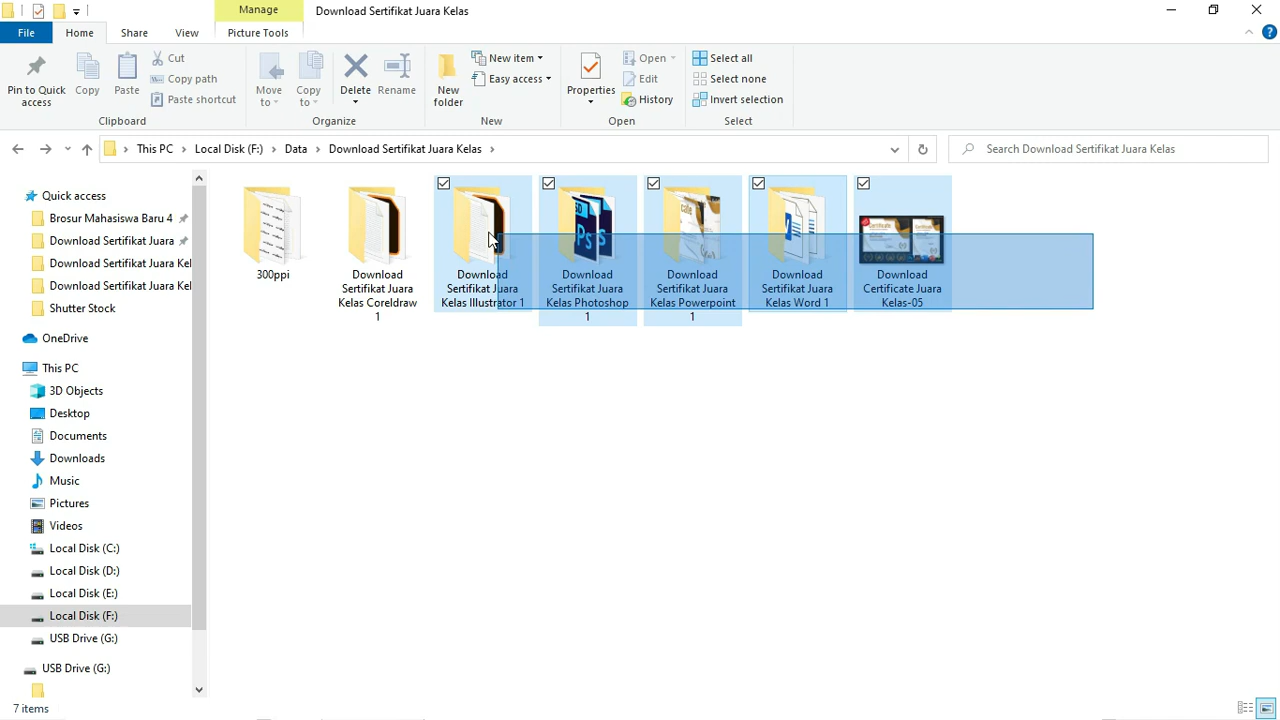 Manage
Download Sertifikat Juara Kelas
File
Home
Share
View
Picture Tools
Pin to Quick access
Copy
Paste
Cut
Copy path
Paste shortcut
Clipboard
Move to
Copy to
Delete
Rename
Organize
New folder
New item
Easy access
New
Properties
Open
Edit
History
Open
Select all
Select none
Invert selection
Select
This PC
Local Disk (F:)
Data
Download Sertifikat Juara Kelas
Search Download Sertifikat Juara Kelas
Quick access
Brosur Mahasiswa Baru 4
Download Sertifikat Juara
Download Sertifikat Juara Kel
Download Sertifikat Juara Kel
Shutter Stock
OneDrive
This PC
3D Objects
Desktop
Documents
Downloads
Music
Pictures
Videos
Local Disk (C:)
Local Disk (D:)
Local Disk (E:)
Local Disk (F:)
USB Drive (G:)
USB Drive (G:)
300ppi
Download
Sertifikat Juara
Kelas Coreldraw
1
Download
Sertifikat Juara
Kelas Illustrator 1
Download
Sertifikat Juara
Kelas Photoshop
1
Download
Sertifikat Juara
Kelas Powerpoint
1
Download
Sertifikat Juara
Kelas Word 1
Download
Certificate Juara
Kelas-05
7 items